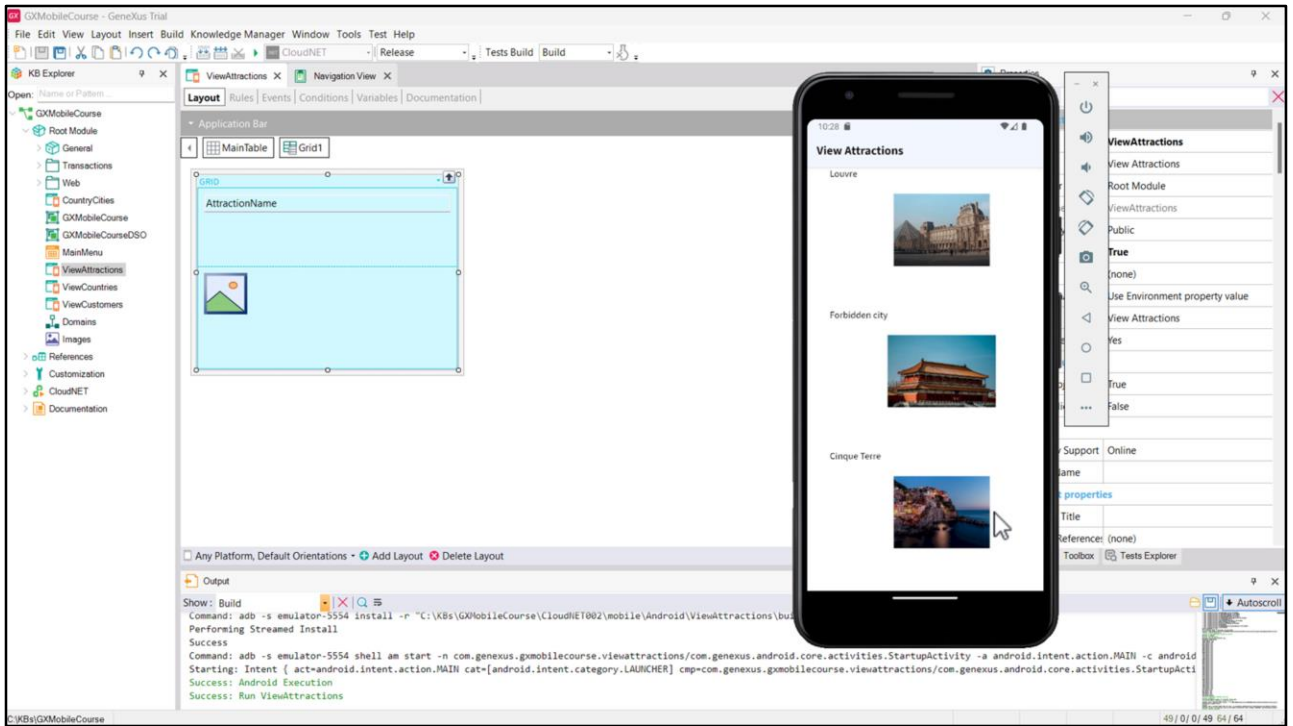 GX GXMobileCourse - GeneXus Trial
File Edit View Layout Insert Build Knowledge Manager Window Tools Test Help
CloudNET Release Tests Build Build
KB Explorer
Open: Name or Pattern...
GXMobileCourse
Root Module
General
Transactions
Web
CountryCities
GXMobileCourse
GXMobileCourseDSO
MainMenu
ViewAttractions
ViewCountries
ViewCustomers
Domains
Images
References
Customization
CloudNET
Documentation
ViewAttractions X Navigation View X
Layout Rules Events Conditions Variables Documentation
Application Bar
MainTable Grid1
GRID
AttractionName
Any Platform, Default Orientations Add Layout Delete Layout
10:28
View Attractions
Louvre
Forbidden city
Cinque Terre
ViewAttractions
View Attractions
Root Module
ViewAttractions
Public
True
(none)
Use Environment property value
View Attractions
Yes
True
False
Support Online
properties
Title
References (none)
Toolbox Tests Explorer
Output
Show: Build
Autoscroll
Command: adb -s emulator-5554 install -r "C:\KBs\GXMobileCourse\CloudNET002\mobile\Android\ViewAttractions\bui
Performing Streamed Install
Success
Command: adb -s emulator-5554 shell am start -n com.genexus.gxmobilecourse.viewattractions/com.genexus.android.core.activities.StartupActivity -a android.intent.action.MAIN -c android
Starting: Intent { act=android.intent.action.MAIN cat=[android.intent.category.LAUNCHER] cmp=com.genexus.gxmobilecourse.viewattractions/com.genexus.android.core.activities.StartupActi
Success: Android Execution
Success: Run ViewAttractions
C:\KBs\GXMobileCourse
49/ 0/ 0/ 49 64/ 64